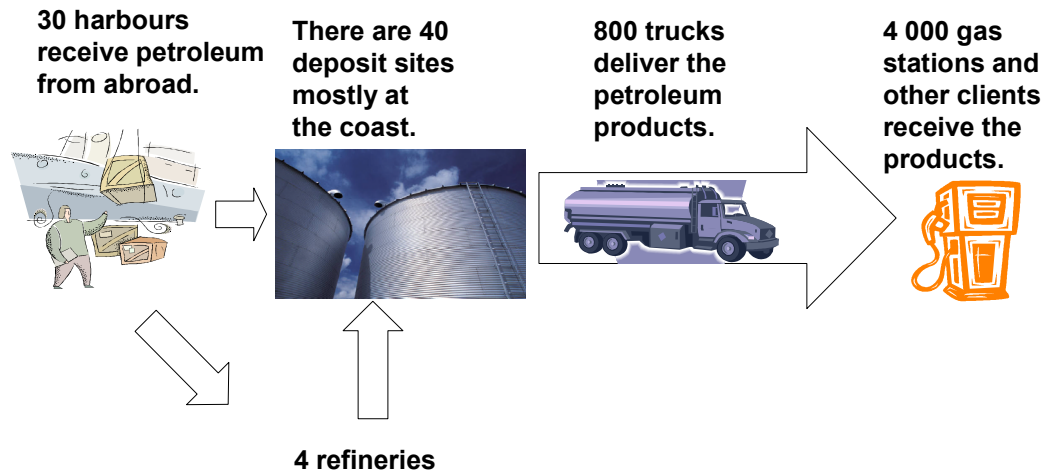 30 harbours
receive petroleum
from abroad.
There are 40
deposit sites
mostly at
the coast.
800 trucks
deliver the
petroleum
products.
4 000 gas
stations and
other clients
receive the
products.
4 refineries